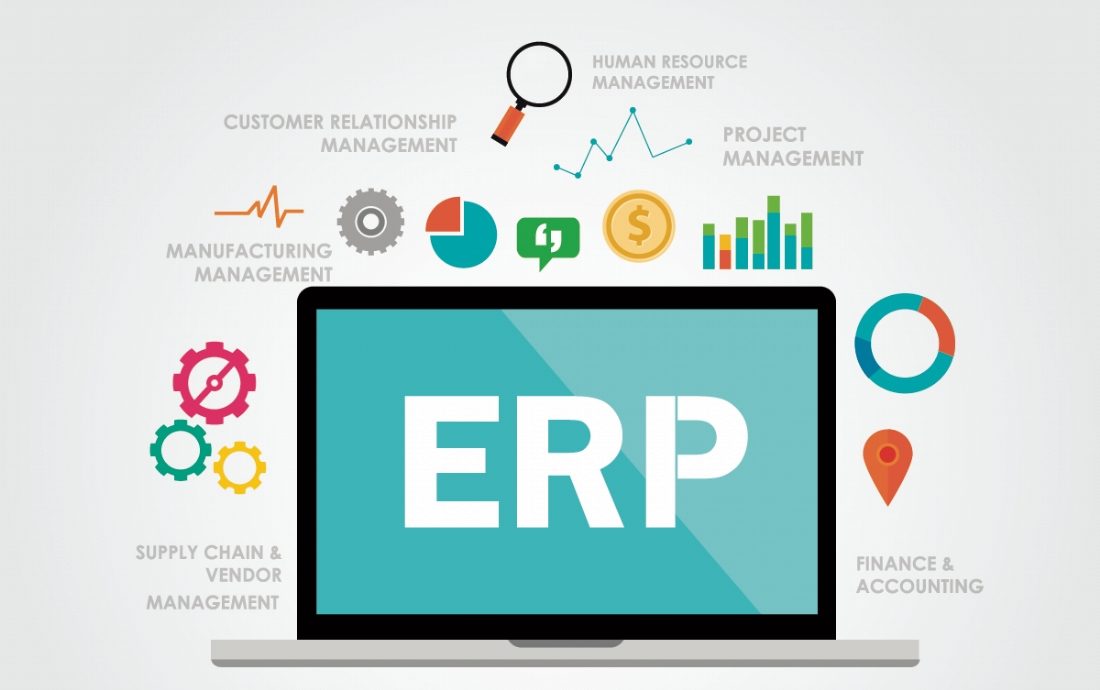 HUMAN RESOURCE
MANAGEMENT
CUSTOMER RELATIONSHIP
MANAGEMENT
PROJECT
MANAGEMENT
$
MANUFACTURING
MANAGEMENT
ERP
SUPPLY CHAIN &
VENDOR
MANAGEMENT
FINANCE &
ACCOUNTING